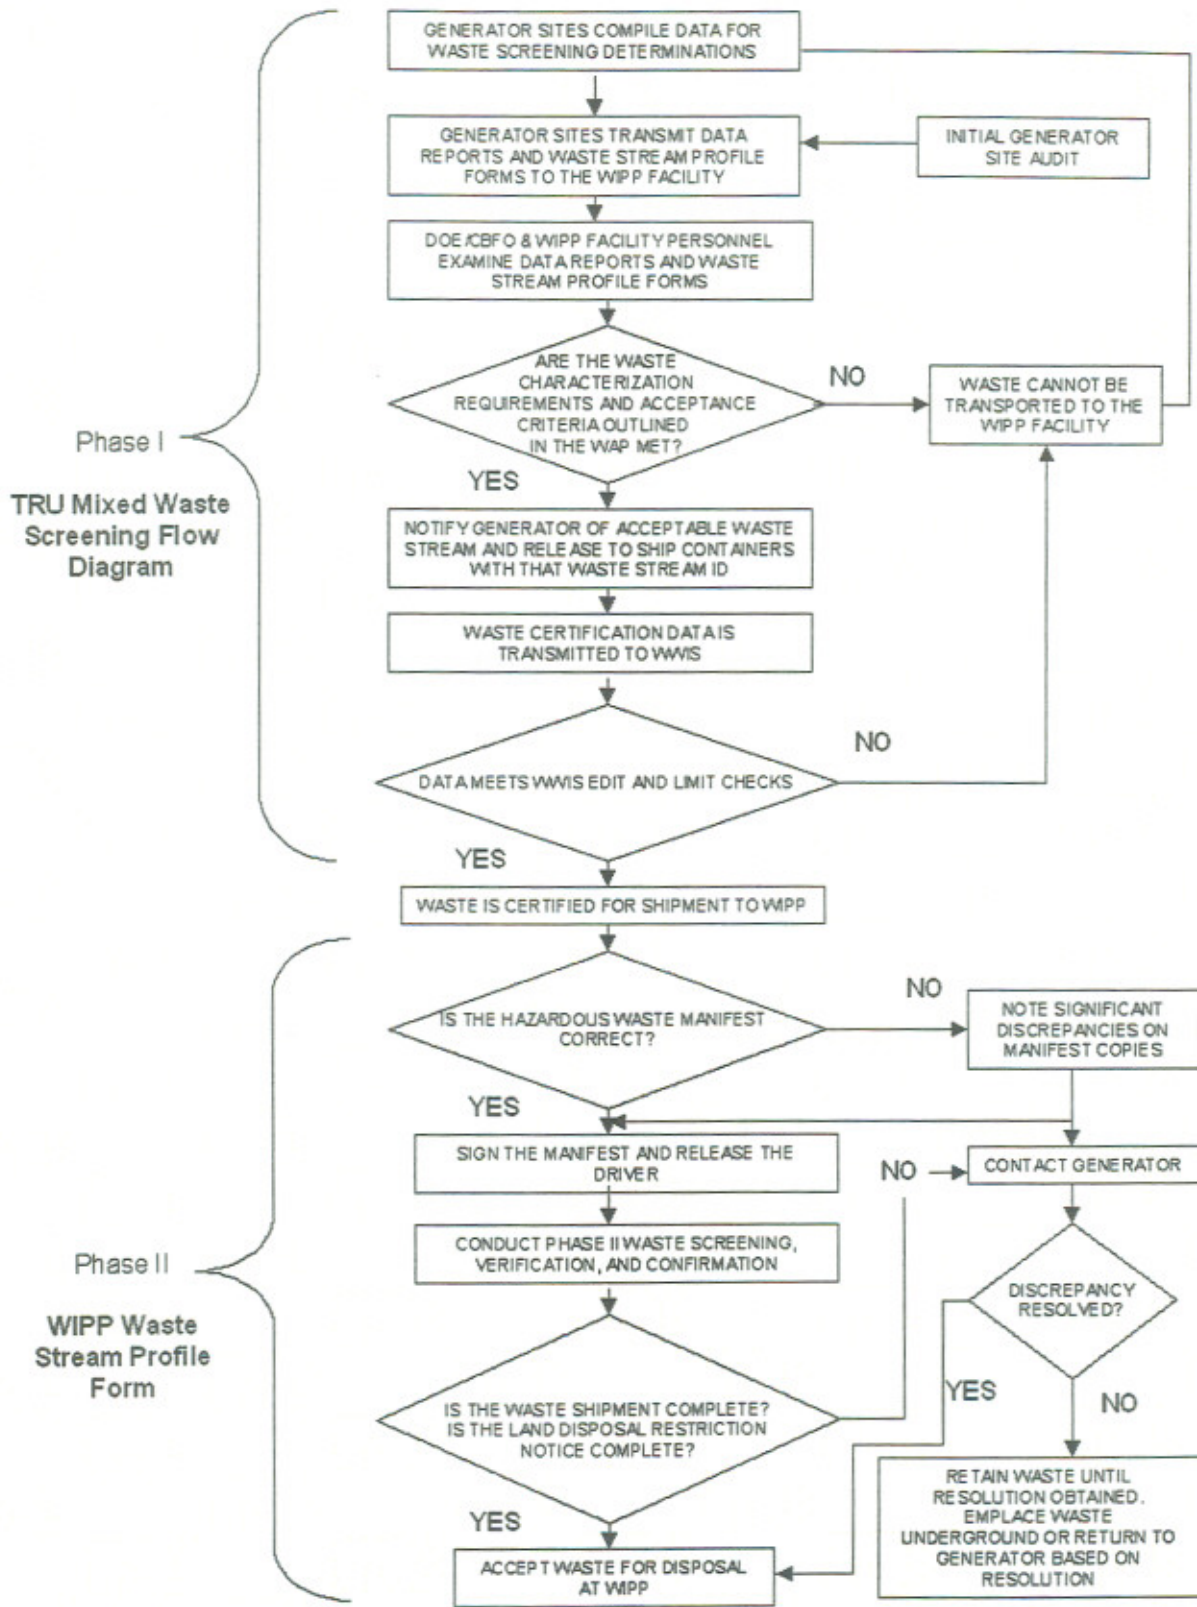 GENERATOR SITES COMPILE DATA FOR
WASTE SCREENING DETERMINATIONS
GENERATOR SITES TRANSMIT DATA
REPORTS AND WASTE STREAM PROFILE
FORMS TO THE WIPP FACILITY
INITIAL GENERATOR
SITE AUDIT
DOE/CBFO & WIPP FACILITY PERSONNEL
EXAMINE DATA REPORTS AND WASTE
STREAM PROFILE FORMS
ARE THE WASTE
CHARACTERIZATION
REQUIREMENTS AND ACCEPTANCE
CRITERIA OUTLINED
IN THE WAP MET?
NO
WASTE CANNOT BE
TRANSPORTED TO THE
WIPP FACILITY
Phase I
TRU Mixed Waste
Screening Flow
Diagram
YES
NOTIFY GENERATOR OF ACCEPTABLE WASTE
STREAM AND RELEASE TO SHIP CONTAINERS
WITH THAT WASTE STREAM ID
WASTE CERTIFICATION DATA IS
TRANSMITTED TO WWIS
DATA MEETS WWIS EDIT AND LIMIT CHECKS
NO
YES
WASTE IS CERTIFIED FOR SHIPMENT TO WIPP
IS THE HAZARDOUS WASTE MANIFEST
CORRECT?
NO
NOTE SIGNIFICANT
DISCREPANCIES ON
MANIFEST COPIES
YES
SIGN THE MANIFEST AND RELEASE THE
DRIVER
NO
CONTACT GENERATOR
CONDUCT PHASE II WASTE SCREENING,
VERIFICATION, AND CONFIRMATION
Phase II
WIPP Waste
Stream Profile
Form
DISCREPANCY
RESOLVED?
YES
NO
IS THE WASTE SHIPMENT COMPLETE?
IS THE LAND DISPOSAL RESTRICTION
NOTICE COMPLETE?
YES
ACCEPT WASTE FOR DISPOSAL
AT WIPP
RETAIN WASTE UNTIL
RESOLUTION OBTAINED.
EMPLACE WASTE
UNDERGROUND OR RETURN TO
GENERATOR BASED ON
RESOLUTION